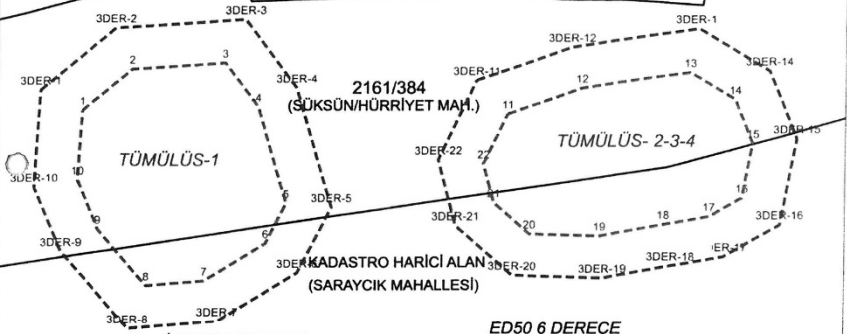 3DER-2
3DER-3
3DER-1
3DER-12
3DER-1
3DER-4
3DER-11
3DER-14
2
3
12
13
1
4
2161/384
(SÜKSÜN/HÜRRİYET MAH.)
11
14
TÜMÜLÜS-1
TÜMÜLÜS- 2-3-4
15
3DER-15
3DER-22
22
3DER-10
10
5
3DER-5
21
16
3DER-9
9
6
3DER-21
20
19
18
17
3DER-16
KADASTRO HARİCİ ALAN
(SARAYCIK MAHALLESİ)
8
7
3DER-20
3DER-19
3DER-18
3DER-8
ED50 6 DERECE